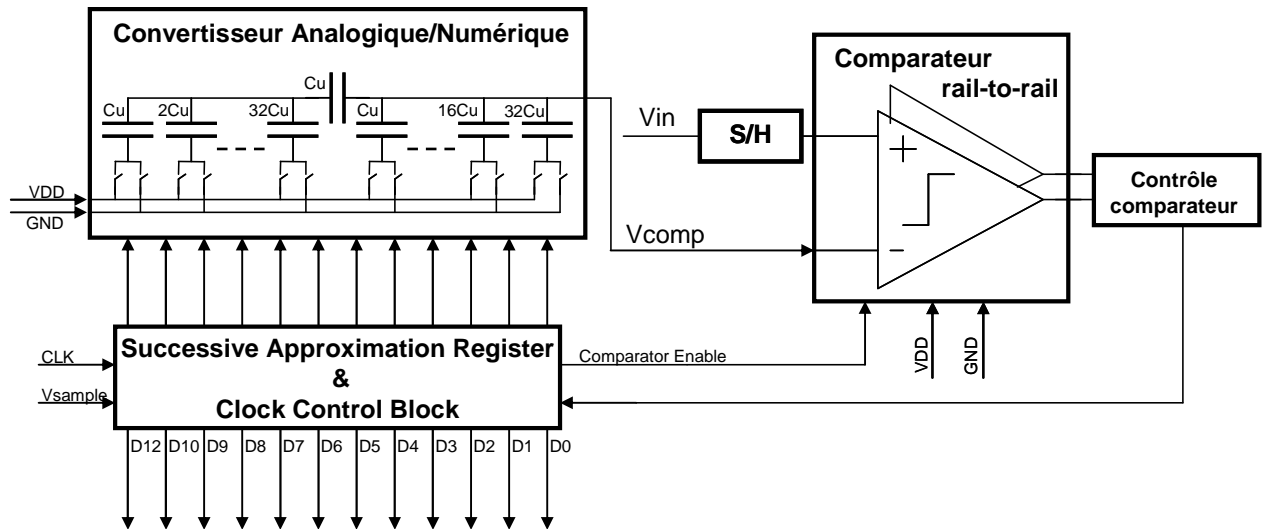 Convertisseur Analogique/Numérique
Cu
Cu
2Cu
32Cu
Cu
16Cu
32Cu
VDD
GND
Comparateur
rail-to-rail
Vin
S/H
+
Vcomp
−
Contrôle
comparateur
VDD
GND
CLK
Vsample
Successive Approximation Register
&
Clock Control Block
Comparator Enable
D12 D10 D9 D8 D7 D6 D5 D4 D3 D2 D1 D0